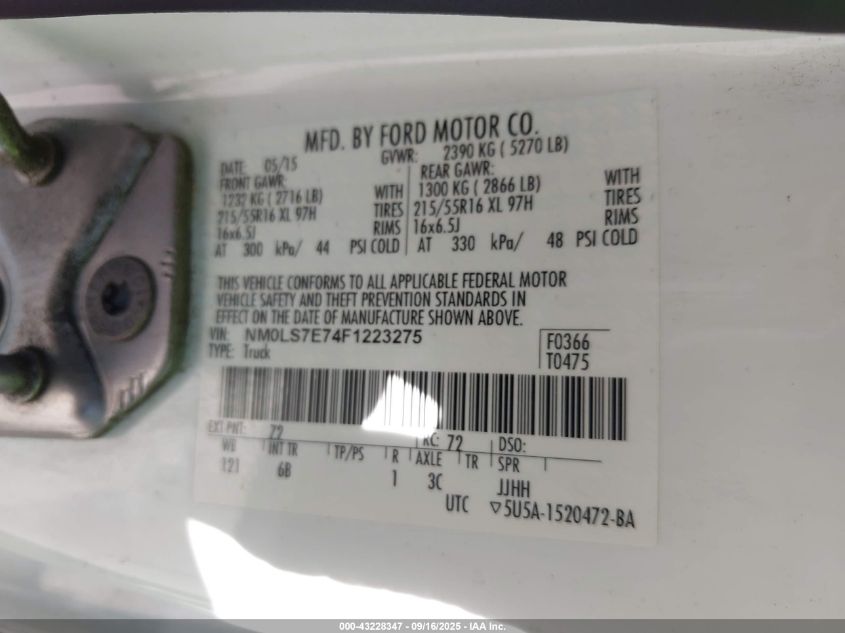 MFD. BY FORD MOTOR CO.
DATE: 05/15 GVWR: 2390 KG ( 5270 LB)
FRONT GAWR: REAR GAWR:
1232 KG ( 2716 LB) WITH 1300 KG ( 2866 LB) WITH
215/55R16 XL 97H TIRES 215/55R16 XL 97H TIRES
16x6.5J RIMS 16x6.5J RIMS
AT 300 kPa/ 44 PSI COLD AT 330 kPa/ 48 PSI COLD
THIS VEHICLE CONFORMS TO ALL APPLICABLE FEDERAL MOTOR
VEHICLE SAFETY AND THEFT PREVENTION STANDARDS IN
EFFECT ON THE DATE OF MANUFACTURE SHOWN ABOVE.
VIN: NM0LS7E74F1223275 F0366
TYPE: Truck T0475
EXT PNT: 72 RC: 72 DSO:
WB INT TR TP/PS R AXLE TR SPR
121 6B 1 3C JJHH
UTC ▽5U5A-1520472-BA
000-43228347 - 09/16/2025 - IAA Inc.